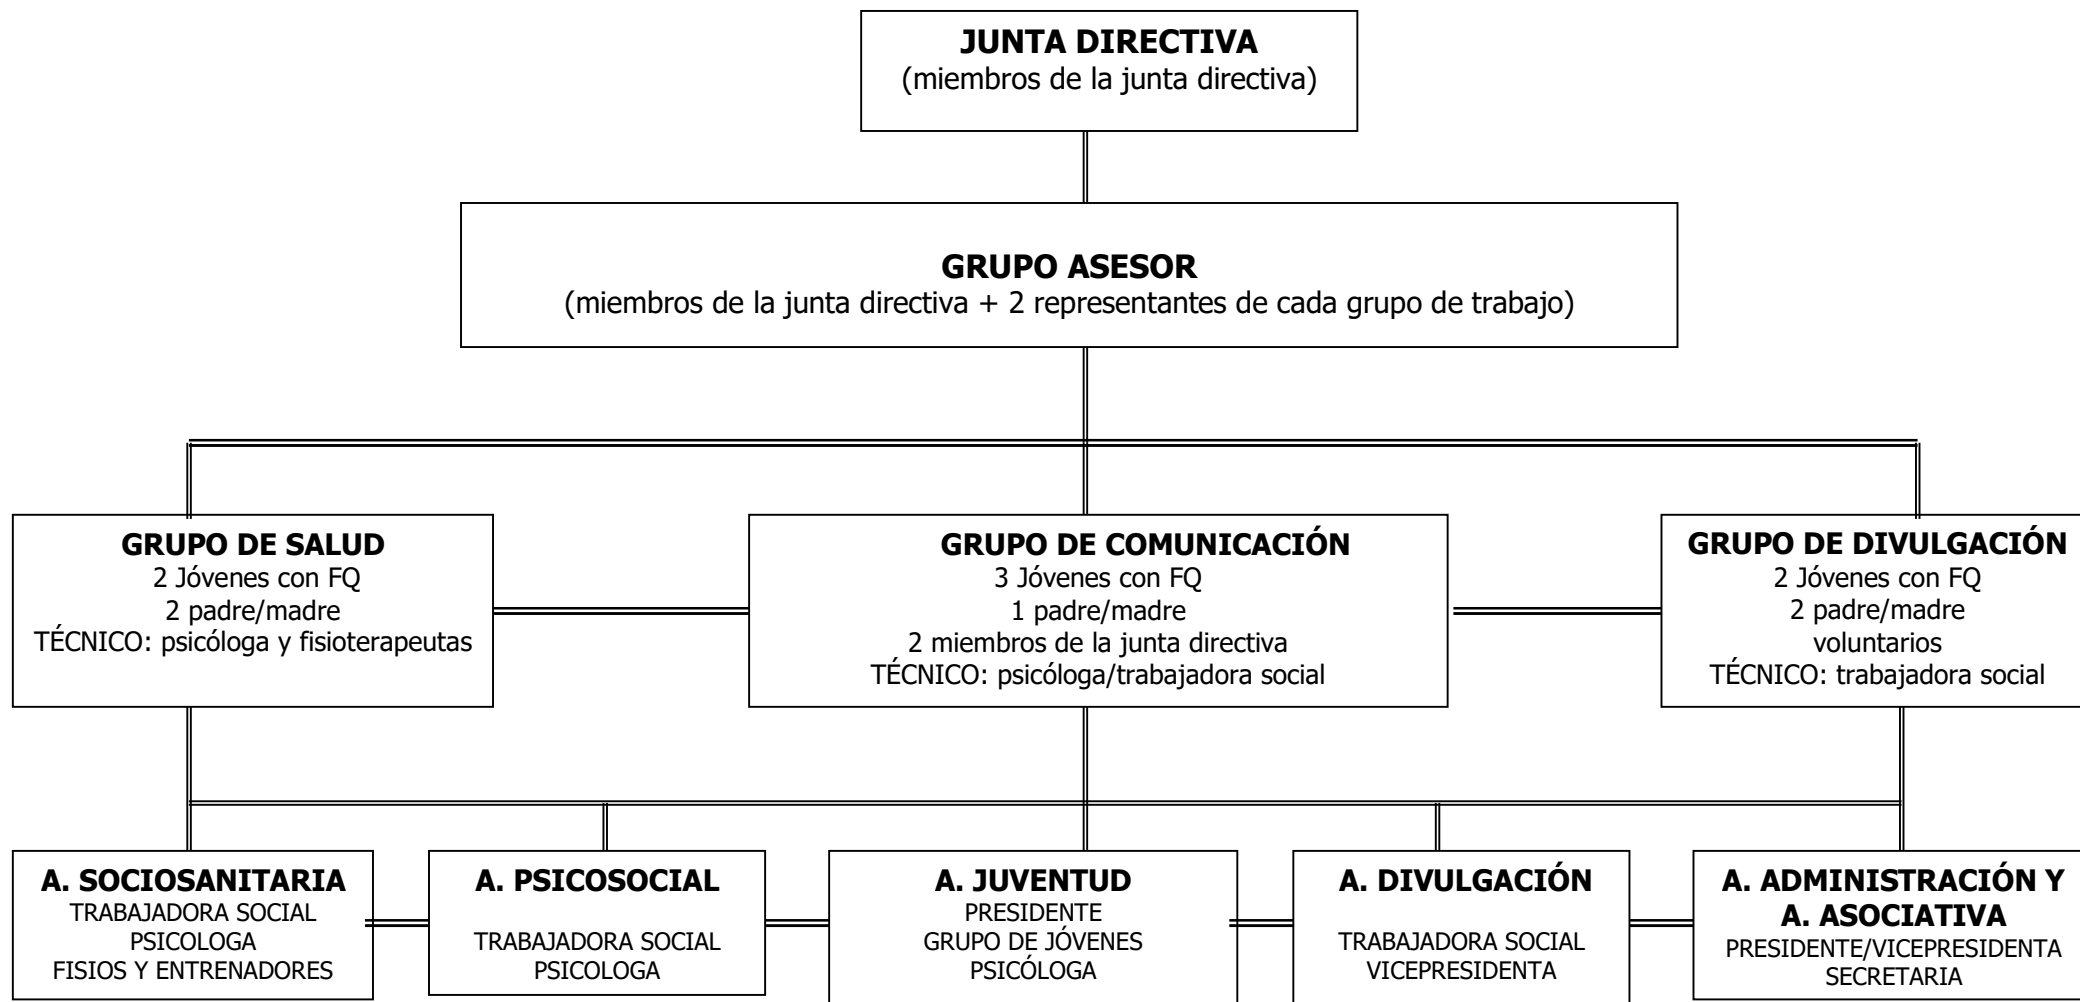 JUNTA DIRECTIVA
(miembros de la junta directiva)
GRUPO ASESOR
(miembros de la junta directiva + 2 representantes de cada grupo de trabajo)
GRUPO DE SALUD
2 Jóvenes con FQ
2 padre/madre
TÉCNICO: psicóloga y fisioterapeutas
GRUPO DE COMUNICACIÓN
3 Jóvenes con FQ
1 padre/madre
2 miembros de la junta directiva
TÉCNICO: psicóloga/trabajadora social
GRUPO DE DIVULGACIÓN
2 Jóvenes con FQ
2 padre/madre
voluntarios
TÉCNICO: trabajadora social
A. SOCIOSANITARIA
TRABAJADORA SOCIAL
PSICOLOGA
FISIOS Y ENTRENADORES
A. PSICOSOCIAL
TRABAJADORA SOCIAL
PSICOLOGA
A. JUVENTUD
PRESIDENTE
GRUPO DE JÓVENES
PSICÓLOGA
A. DIVULGACIÓN
TRABAJADORA SOCIAL
VICEPRESIDENTA
A. ADMINISTRACIÓN Y
A. ASOCIATIVA
PRESIDENTE/VICEPRESIDENTA
SECRETARIA